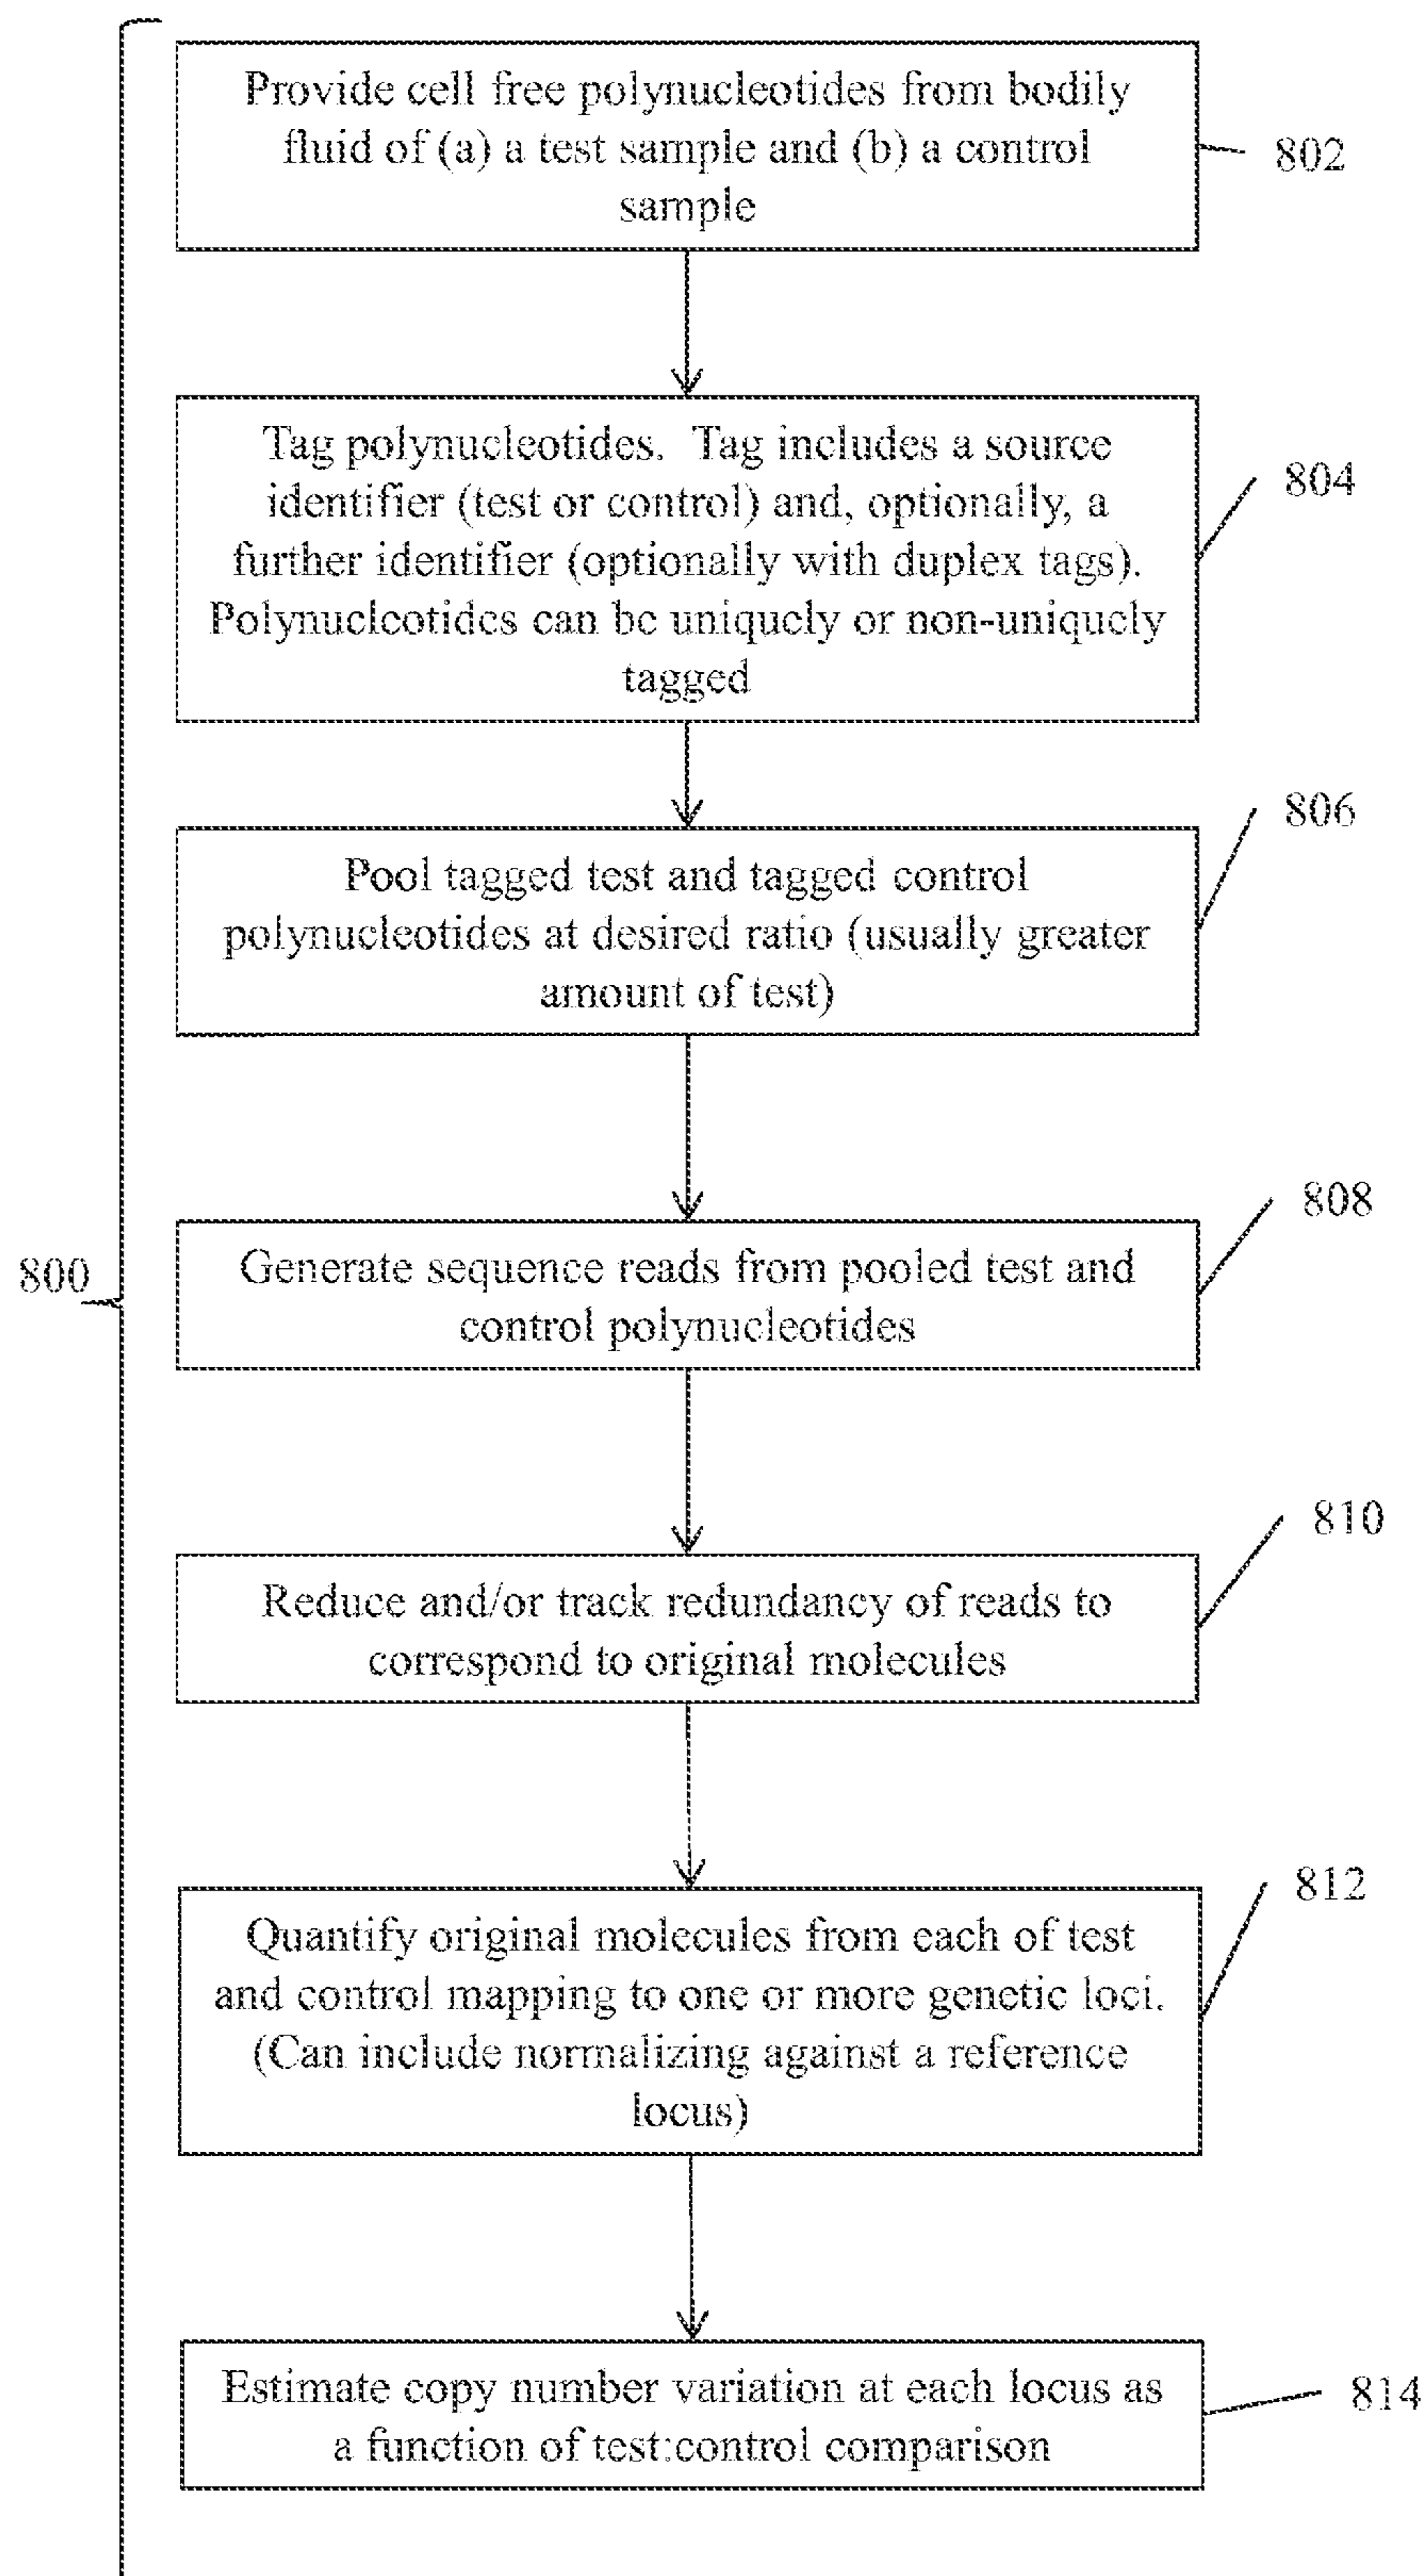 Provide cell free polynucleotides from bodily
fluid of (a) a test sample and (b) a control
sample
802
Tag polynucleotides. Tag includes a source
identifier (test or control) and, optionally, a
further identifier (optionally with duplex tags).
Polynucleotides can be uniquely or non-uniquely
tagged
804
Pool tagged test and tagged control
polynucleotides at desired ratio (usually greater
amount of test)
806
Generate sequence reads from pooled test and
control polynucleotides
808
800
Reduce and/or track redundancy of reads to
correspond to original molecules
810
Quantify original molecules from each of test
and control mapping to one or more genetic loci.
(Can include normalizing against a reference
locus)
812
Estimate copy number variation at each locus as
a function of test:control comparison
814